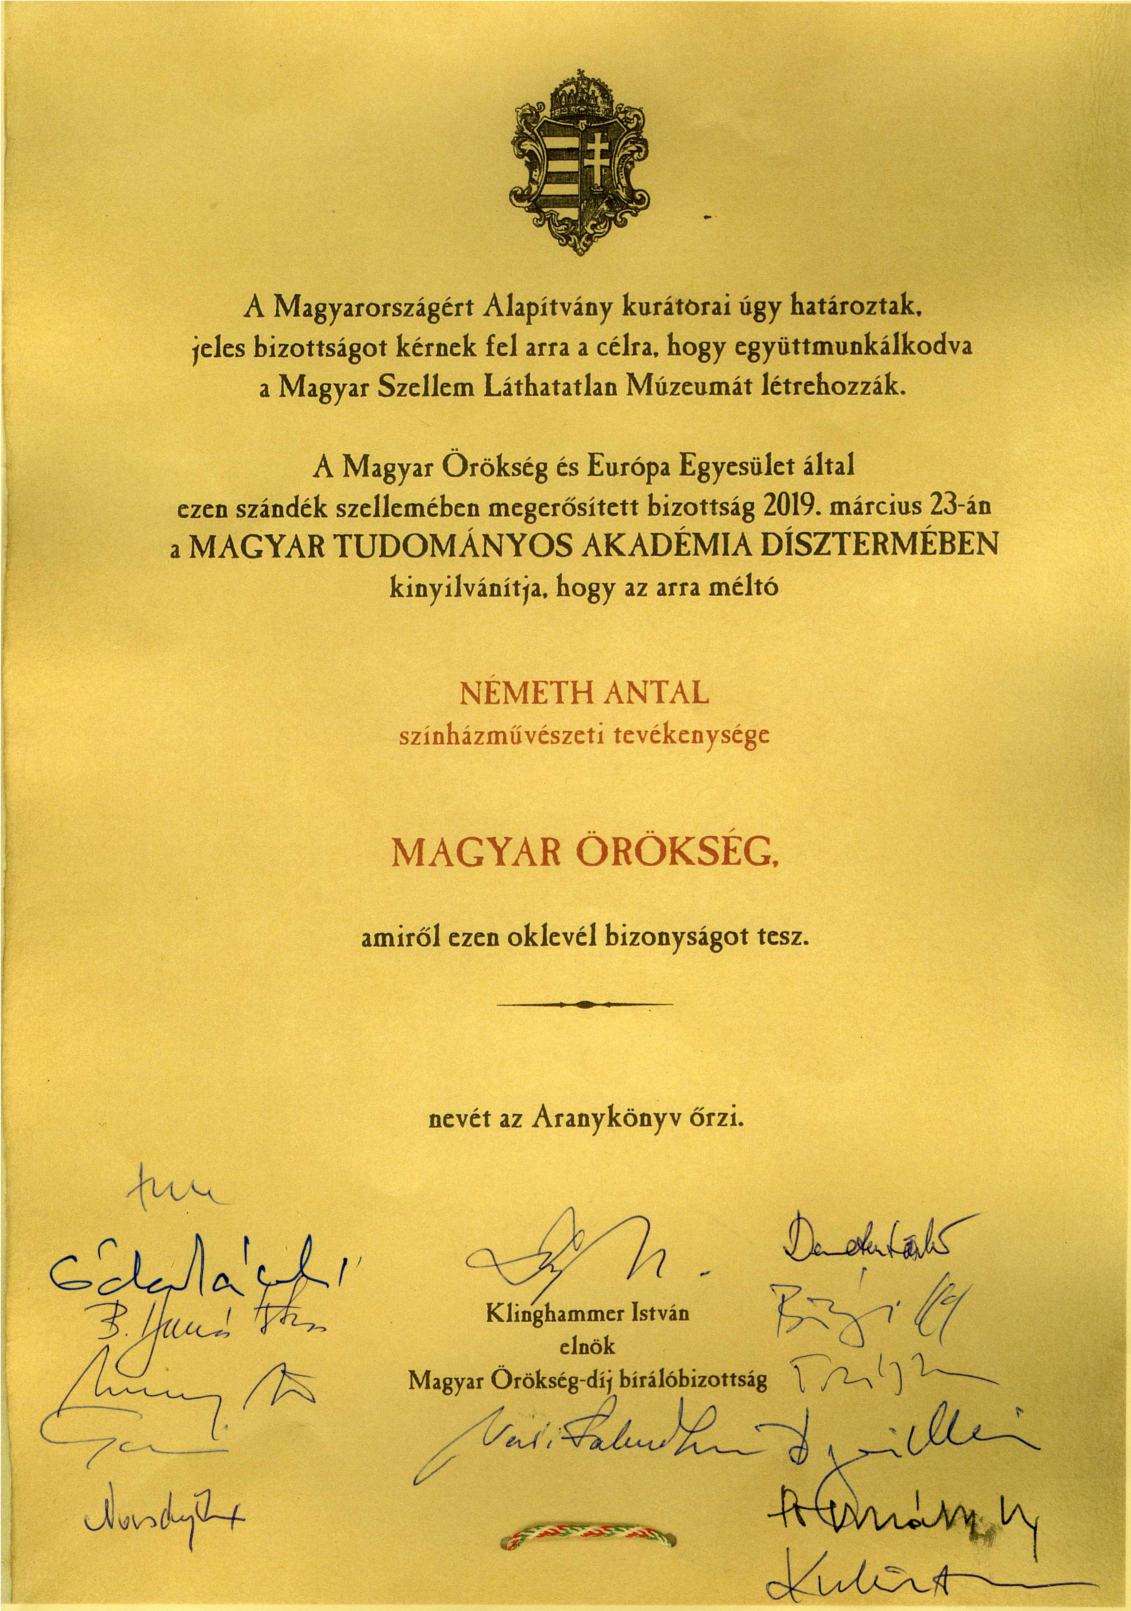 A Magyarországért Alapítvány kurátorai úgy határoztak,
jeles bizottságot kérnek fel arra a célra, hogy együttmunkálkodva
a Magyar Szellem Láthatatlan Múzeumát létrehozzák.
A Magyar Örökség és Európa Egyesület által
ezen szándék szellemében megerősített bizottság 2019. március 23-án
a MAGYAR TUDOMÁNYOS AKADÉMIA DÍSZTERMÉBEN
kinyilvánítja, hogy az arra méltó
NÉMETH ANTAL
színházművészeti tevékenysége
MAGYAR ÖRÖKSÉG,
amiről ezen oklevél bizonyságot tesz.
nevét az Aranykönyv őrzi.
Klinghammer István
elnök
Magyar Örökség-díj bírálóbizottság